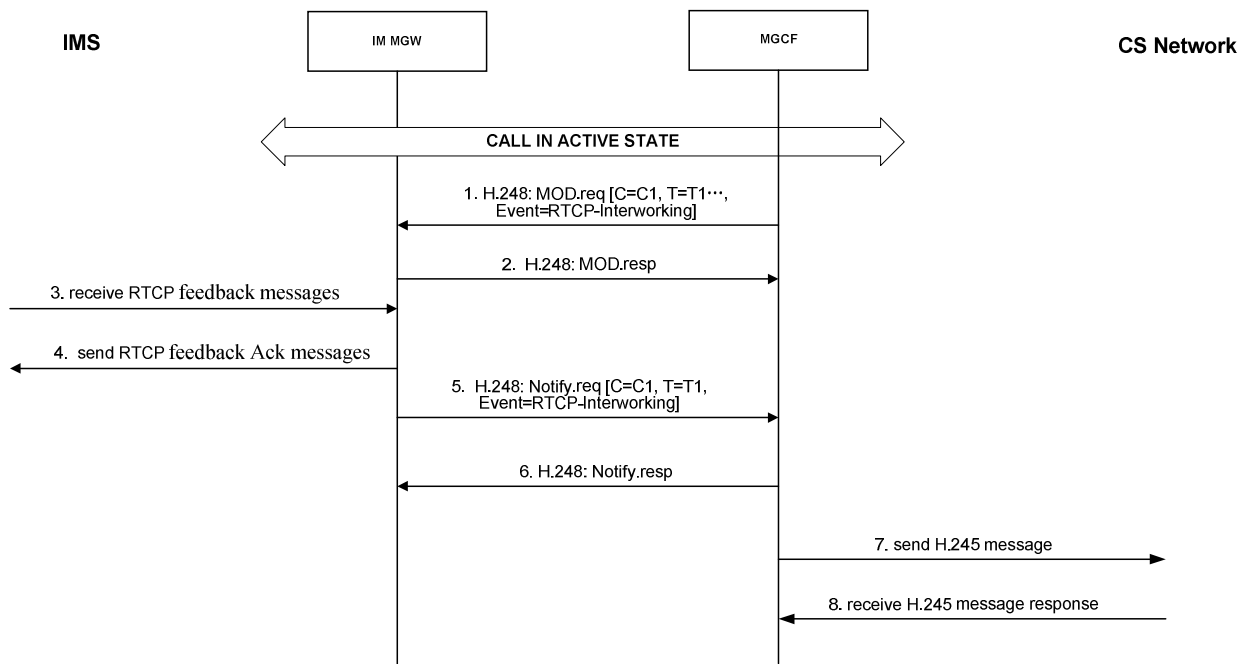 IMS
IM MGW
MGCF
CS Network
CALL IN ACTIVE STATE
1. H.248: MOD.req [C=C1, T=T1···,
Event=RTCP-Interworking]
2. H.248: MOD.resp
3. receive RTCP feedback messages
4. send RTCP feedback Ack messages
5. H.248: Notify.req [C=C1, T=T1,
Event=RTCP-Interworking]
6. H.248: Notify.resp
7. send H.245 message
8. receive H.245 message response